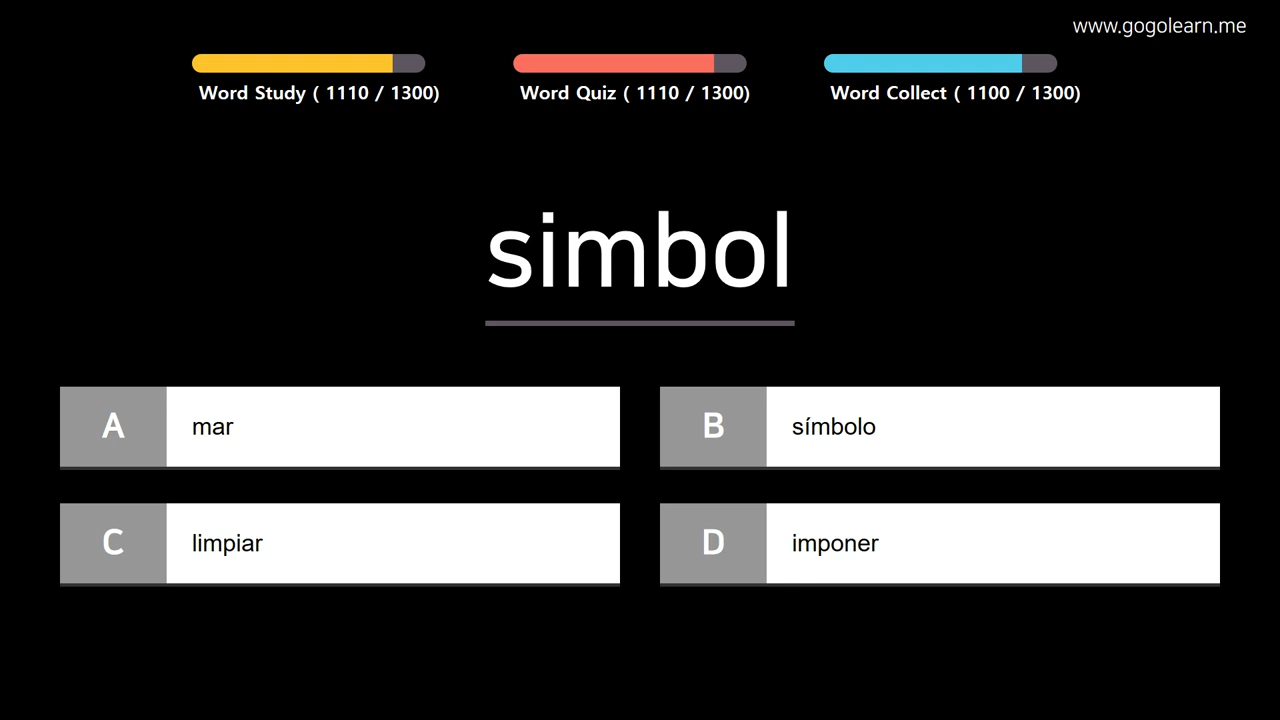 www.gogolearn.me
Word Study ( 1110 / 1300)
Word Quiz ( 1110 / 1300)
Word Collect ( 1100 / 1300)
simbol
A mar
B símbolo
C limpiar
D imponer